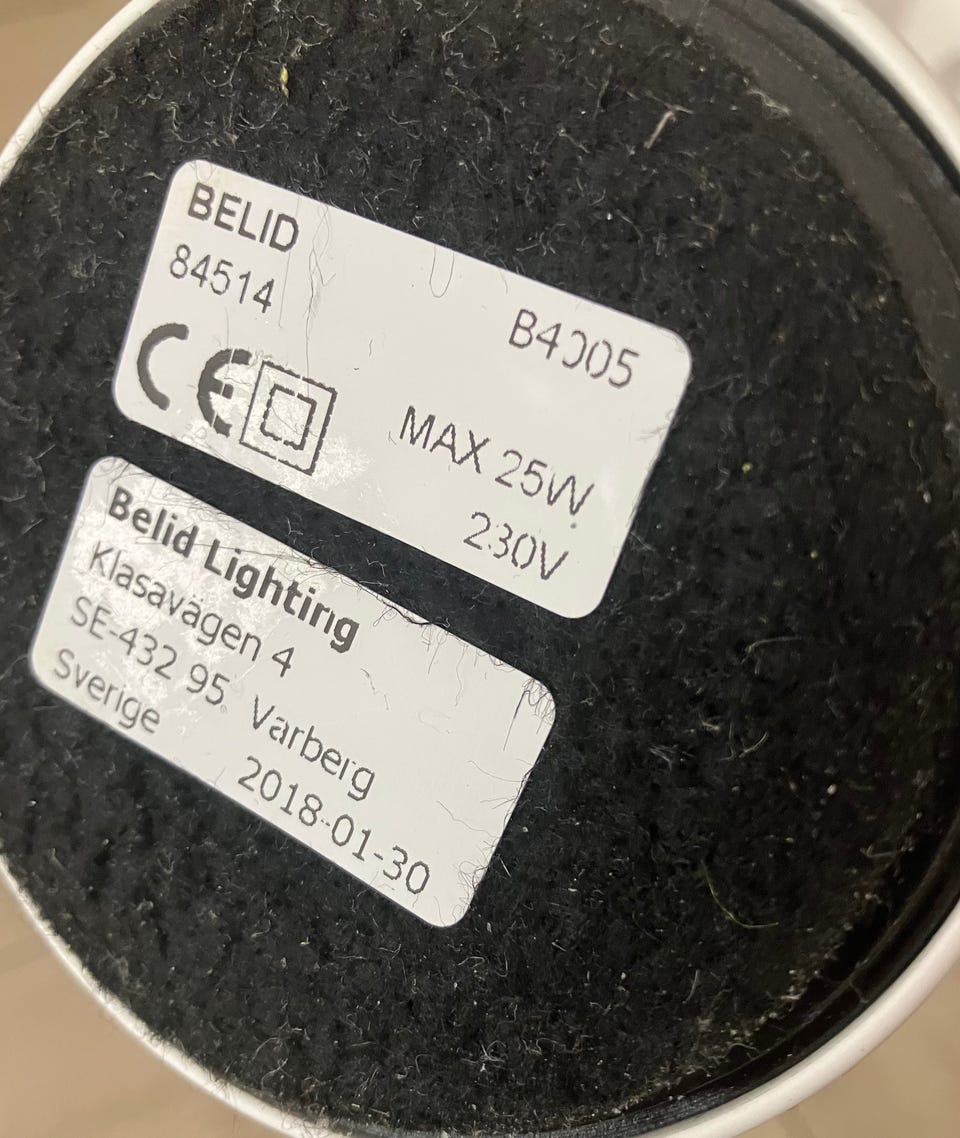 BELID
84514
B4005
CE
MAX 25W
230V
Belid Lighting
Klasavägen 4
SE-432 95 Varberg
Sverige
2018-01-30